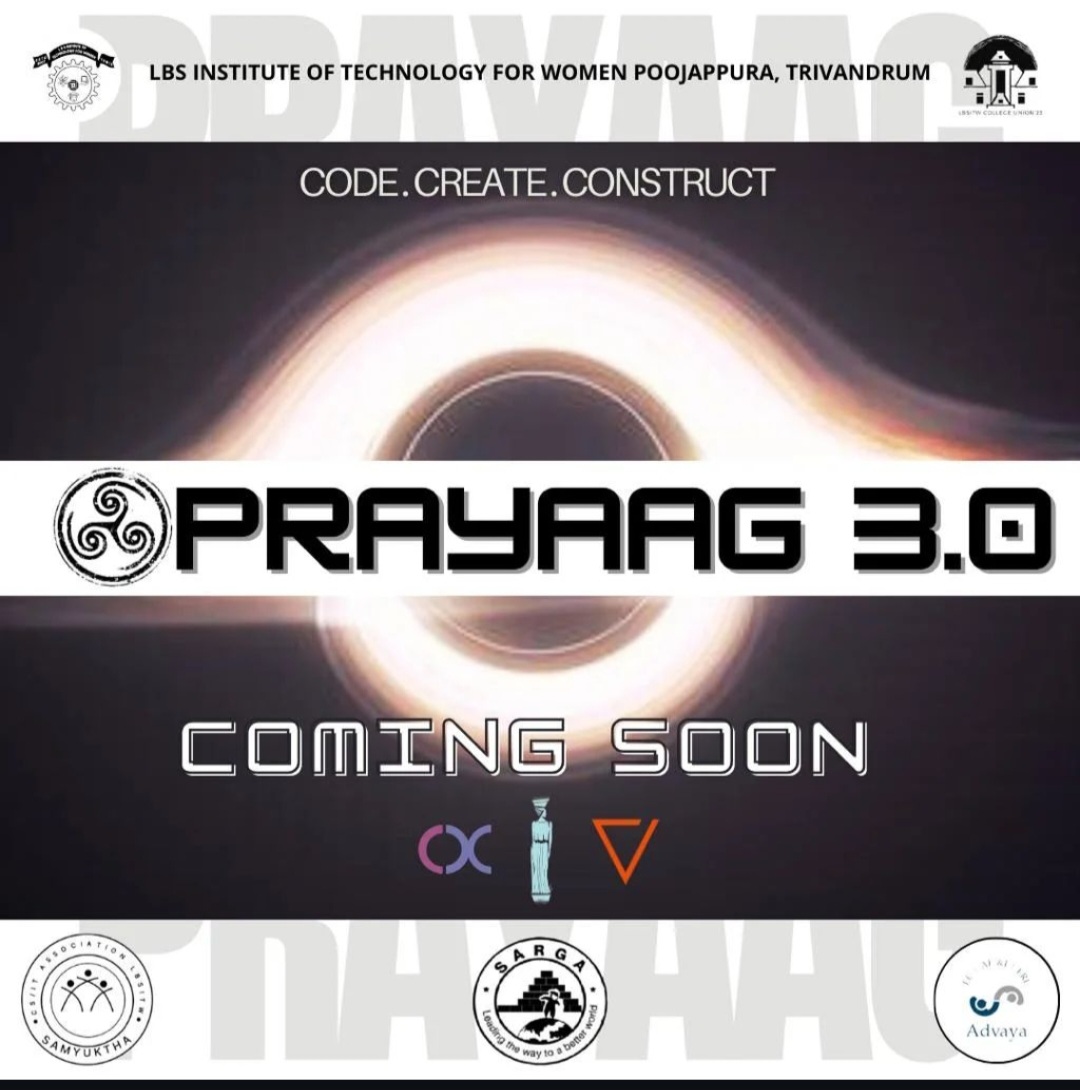 PRAYAAG
LBS INSTITUTE OF TECHNOLOGY FOR WOMEN POOJAPPURA, TRIVANDRUM
LBSITW COLLEGE UNION 23
CODE.CREATE.CONSTRUCT
PRAYAAG 3.0
COMING SOON
PRAYAAG
CS/IT ASSOCIATION LBSITW
SAMYUKTHA
SARGA
Leading the way to a better world
Advaya